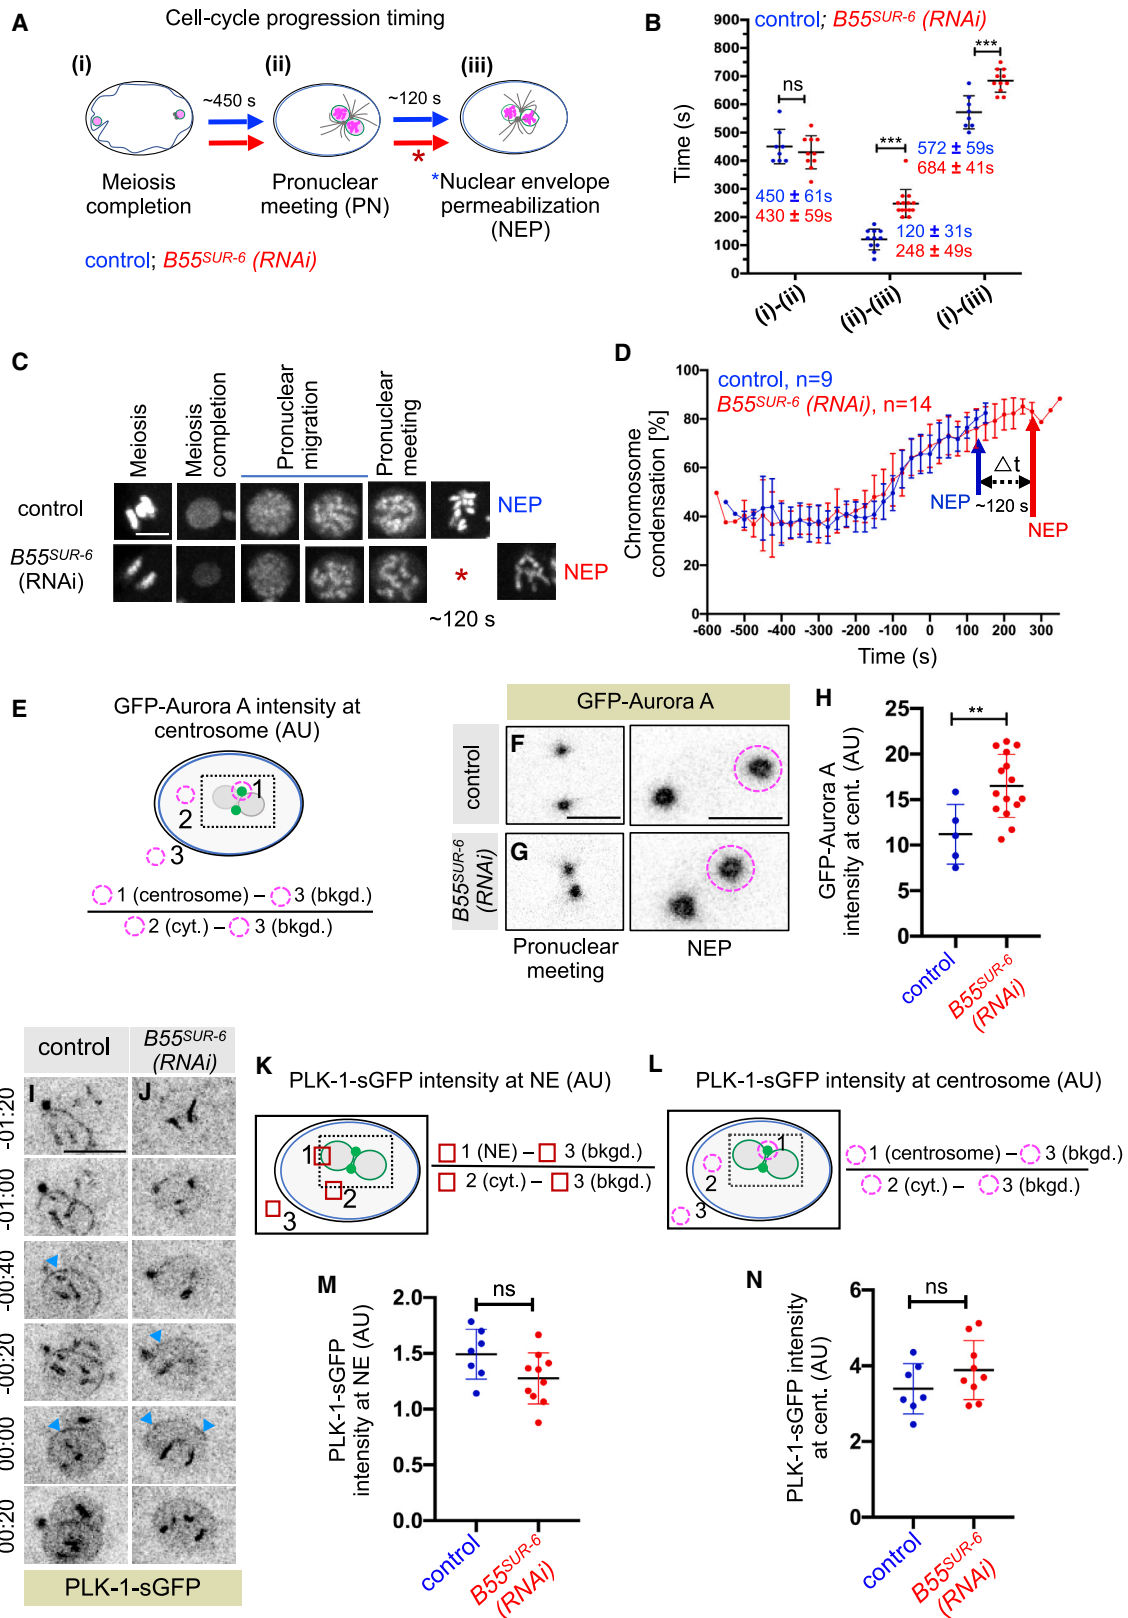 A
Cell-cycle progression timing
(i)
(ii)
(iii)
~450 s
~120 s
*
Meiosis
completion
Pronuclear
meeting (PN)
*Nuclear envelope
permeabilization
(NEP)
control; B55SUR-6 (RNAi)
B
control; B55SUR-6 (RNAi)
Time (s)
900
800
700
600
500
400
300
200
100
0
ns
***
***
450 ± 61s
430 ± 59s
120 ± 31s
248 ± 49s
572 ± 59s
684 ± 41s
(i)-(ii)
(ii)-(iii)
(i)-(iii)
C
Meiosis
Meiosis
completion
Pronuclear
migration
Pronuclear
meeting
control
NEP
B55SUR-6
(RNAi)
*
NEP
~120 s
D
control, n=9
B55SUR-6 (RNAi), n=14
Chromosome
condensation [%]
100
80
60
40
20
0
-600 -500 -400 -300 -200 -100 0 100 200 300
Time (s)
△t
~120 s
NEP
NEP
E
GFP-Aurora A intensity at
centrosome (AU)
1
2
3
1 (centrosome) – 3 (bkgd.)
2 (cyt.) – 3 (bkgd.)
GFP-Aurora A
control
F
B55SUR-6
(RNAi)
G
Pronuclear
meeting
NEP
H
GFP-Aurora A
intensity at cent. (AU)
25
20
15
10
5
0
**
control
B55SUR-6
(RNAi)
control
B55SUR-6
(RNAi)
I
J
-01:20
-01:00
-00:40
-00:20
00:00
00:20
PLK-1-sGFP
K
PLK-1-sGFP intensity at NE (AU)
1
2
3
1 (NE) – 3 (bkgd.)
2 (cyt.) – 3 (bkgd.)
L
PLK-1-sGFP intensity at centrosome (AU)
1
2
3
1 (centrosome) – 3 (bkgd.)
2 (cyt.) – 3 (bkgd.)
M
PLK-1-sGFP
intensity at NE (AU)
2.0
1.5
1.0
0.5
0.0
ns
control
B55SUR-6
(RNAi)
N
PLK-1-sGFP intensity
at cent. (AU)
6
4
2
0
ns
control
B55SUR-6
(RNAi)